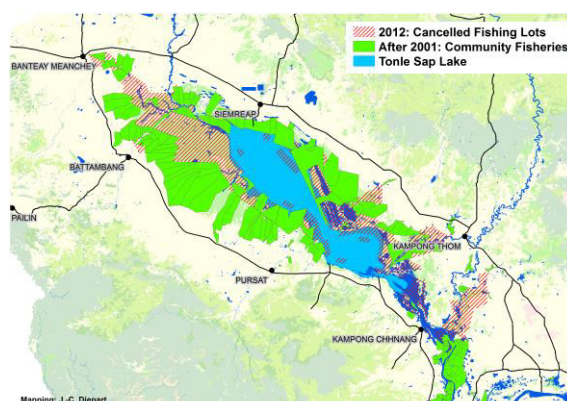 2012: Cancelled Fishing Lots
After 2001: Community Fisheries
Tonle Sap Lake
BANTEAY MEANCHEY
SIEMREAP
BATTAMBANG
PAILIN
KAMPONG THOM
PURSAT
KAMPONG CHHNANG
Mapping: J.-C. Diepart